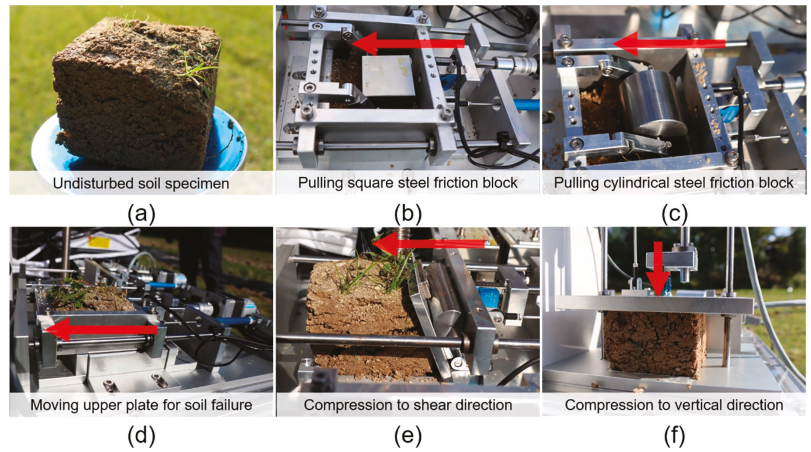 Undisturbed soil specimen
Pulling square steel friction block
Pulling cylindrical steel friction block
(a)
(b)
(c)
Moving upper plate for soil failure
Compression to shear direction
Compression to vertical direction
(d)
(e)
(f)